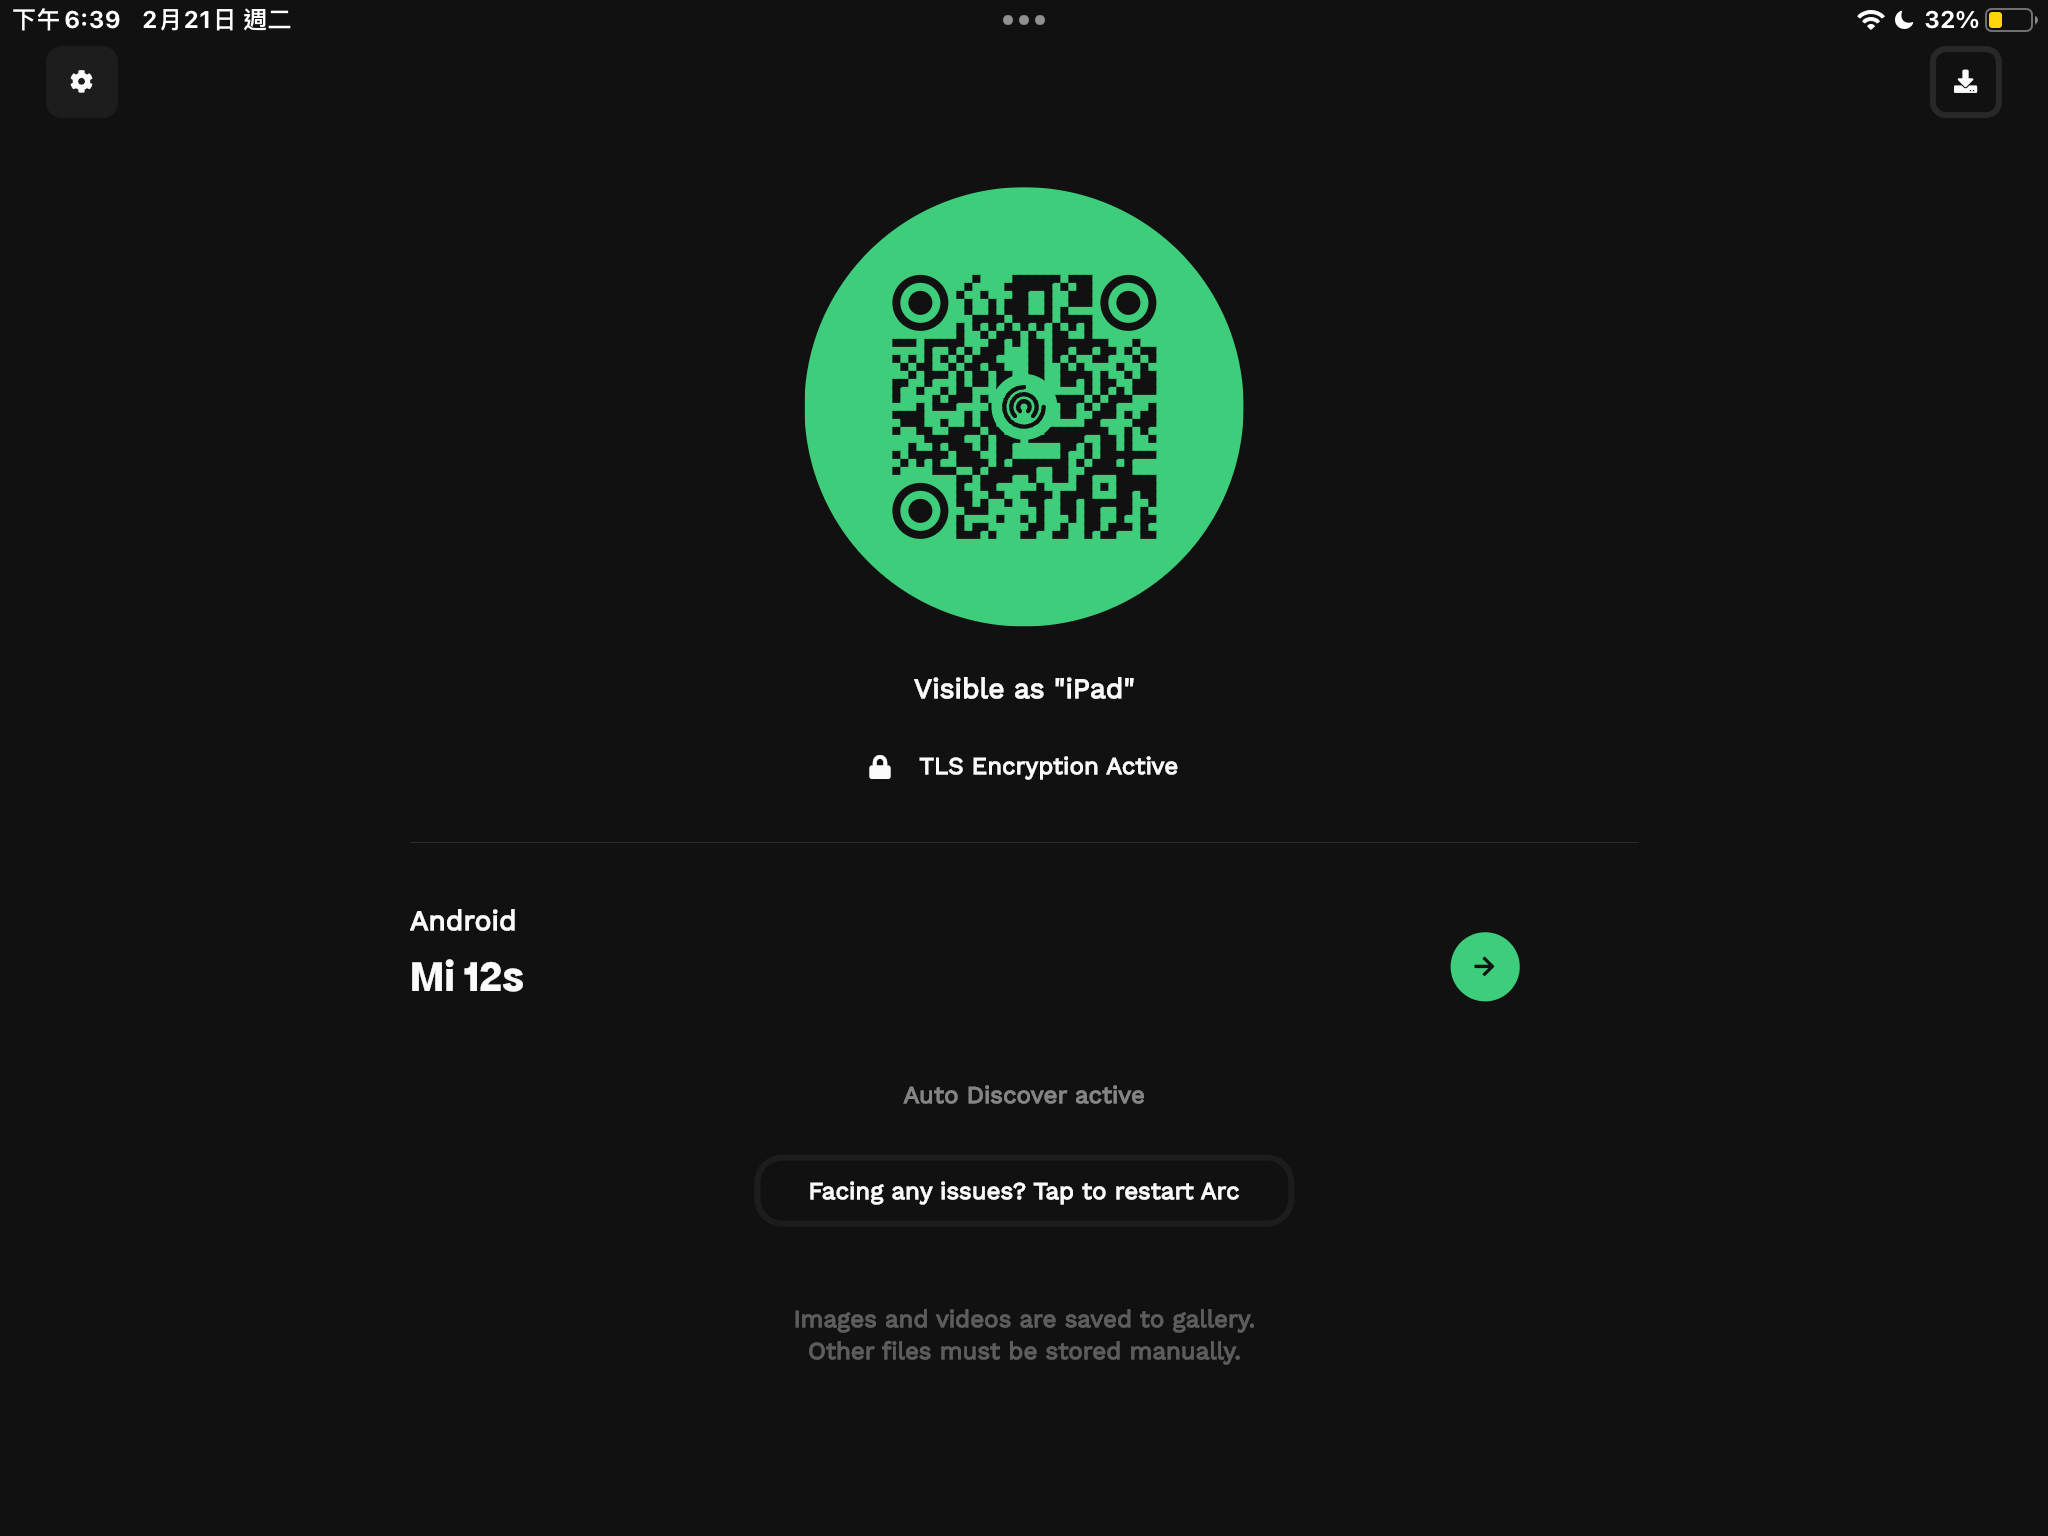 下午6:39 2月21日 週二
32%
Visible as "iPad"
TLS Encryption Active
Android
Mi 12s
Auto Discover active
Facing any issues? Tap to restart Arc
Images and videos are saved to gallery.
Other files must be stored manually.